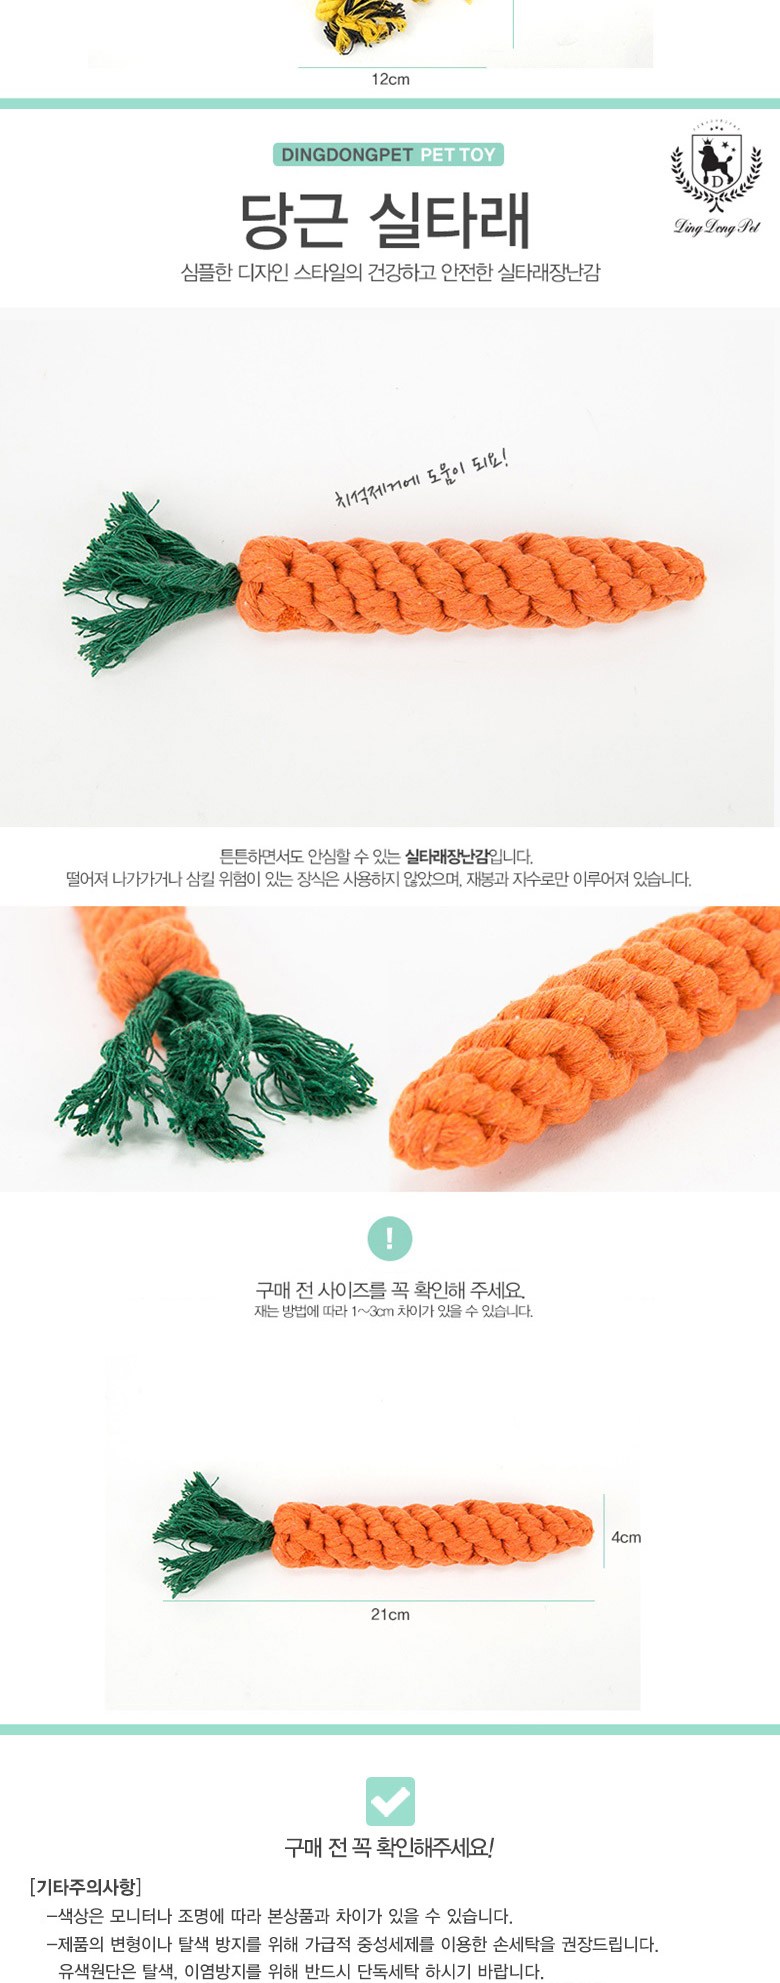 12cm
DINGDONGPET PET TOY
D
Ding Dong Pet
당근 실타래
심플한 디자인 스타일의 건강하고 안전한 실타래장난감
치석제거에 도움이 되요!
튼튼하면서도 안심할 수 있는 실타래장난감입니다.
떨어져 나가가거나 삼킬 위험이 있는 장식은 사용하지 않았으며, 재봉과 자수로만 이루어져 있습니다.
!
구매 전 사이즈를 꼭 확인해 주세요.
재는 방법에 따라 1~3cm 차이가 있을 수 있습니다.
4cm
21cm
구매 전 꼭 확인해주세요!
[기타주의사항]
-색상은 모니터나 조명에 따라 본상품과 차이가 있을 수 있습니다.
-제품의 변형이나 탈색 방지를 위해 가급적 중성세제를 이용한 손세탁을 권장드립니다.
유색원단은 탈색, 이염방지를 위해 반드시 단독세탁 하시기 바랍니다.